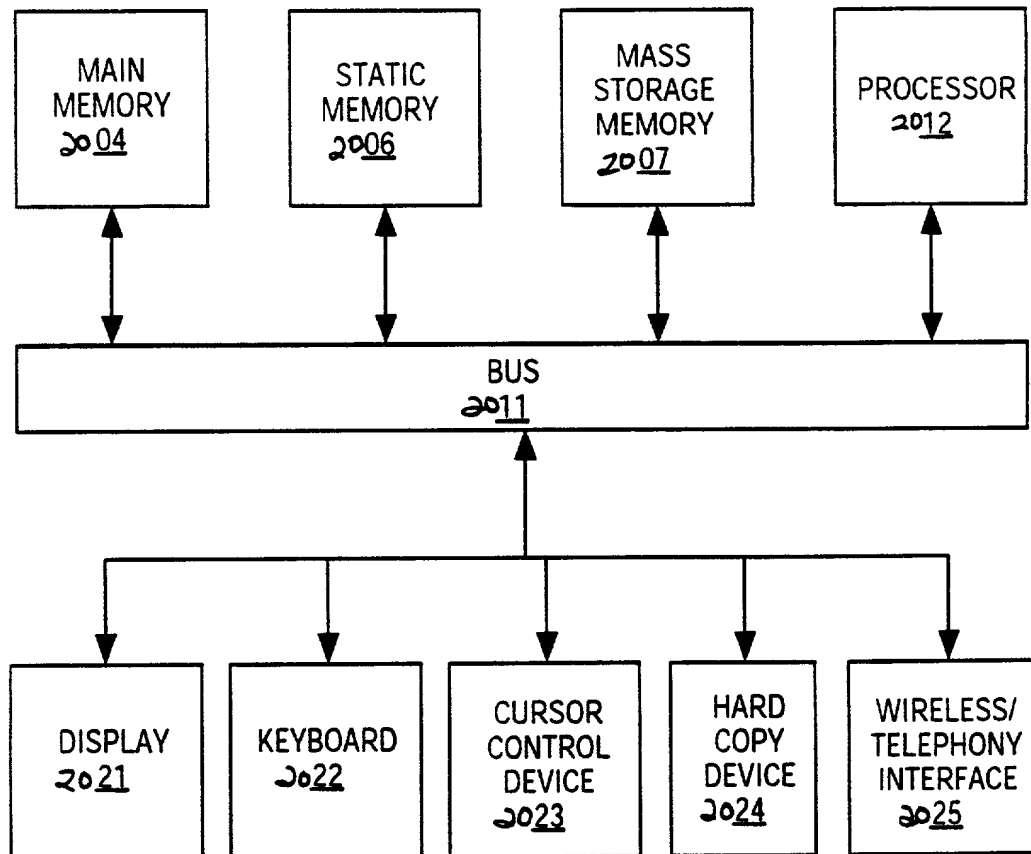 MAIN
MEMORY
2004
STATIC
MEMORY
2006
MASS
STORAGE
MEMORY
2007
PROCESSOR
2012
BUS
2011
DISPLAY
2021
KEYBOARD
2022
CURSOR
CONTROL
DEVICE
2023
HARD
COPY
DEVICE
2024
WIRELESS/
TELEPHONY
INTERFACE
2025